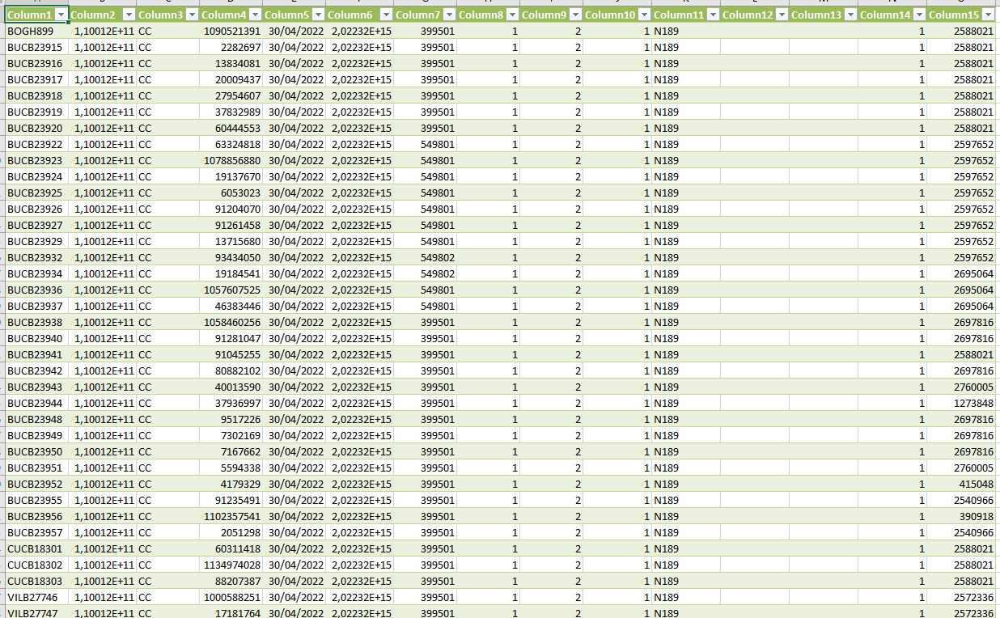 Column1 Column2 Column3 Column4 Column5 Column6 Column7 Column8 Column9 Column10 Column11 Column12 Column13 Column14 Column15
BOGH899 1,10012E+11 CC 1090521391 30/04/2022 2,02232E+15 399501 1 2 1 N189 1 2588021
BUCB23915 1,10012E+11 CC 2282697 30/04/2022 2,02232E+15 399501 1 2 1 N189 1 2588021
BUCB23916 1,10012E+11 CC 13834081 30/04/2022 2,02232E+15 399501 1 2 1 N189 1 2588021
BUCB23917 1,10012E+11 CC 20009437 30/04/2022 2,02232E+15 399501 1 2 1 N189 1 2588021
BUCB23918 1,10012E+11 CC 27954607 30/04/2022 2,02232E+15 399501 1 2 1 N189 1 2588021
BUCB23919 1,10012E+11 CC 37832989 30/04/2022 2,02232E+15 399501 1 2 1 N189 1 2588021
BUCB23920 1,10012E+11 CC 60444553 30/04/2022 2,02232E+15 399501 1 2 1 N189 1 2588021
BUCB23922 1,10012E+11 CC 63324818 30/04/2022 2,02232E+15 549801 1 2 1 N189 1 2597652
BUCB23923 1,10012E+11 CC 1078856880 30/04/2022 2,02232E+15 549801 1 2 1 N189 1 2597652
BUCB23924 1,10012E+11 CC 19137670 30/04/2022 2,02232E+15 549801 1 2 1 N189 1 2597652
BUCB23925 1,10012E+11 CC 6053023 30/04/2022 2,02232E+15 549801 1 2 1 N189 1 2597652
BUCB23926 1,10012E+11 CC 91204070 30/04/2022 2,02232E+15 549801 1 2 1 N189 1 2597652
BUCB23927 1,10012E+11 CC 91261458 30/04/2022 2,02232E+15 549801 1 2 1 N189 1 2597652
BUCB23929 1,10012E+11 CC 13715680 30/04/2022 2,02232E+15 549801 1 2 1 N189 1 2597652
BUCB23932 1,10012E+11 CC 93434050 30/04/2022 2,02232E+15 549802 1 2 1 N189 1 2597652
BUCB23934 1,10012E+11 CC 19184541 30/04/2022 2,02232E+15 549802 1 2 1 N189 1 2695064
BUCB23936 1,10012E+11 CC 1057607525 30/04/2022 2,02232E+15 549801 1 2 1 N189 1 2695064
BUCB23937 1,10012E+11 CC 46383446 30/04/2022 2,02232E+15 549801 1 2 1 N189 1 2695064
BUCB23938 1,10012E+11 CC 1058460256 30/04/2022 2,02232E+15 399501 1 2 1 N189 1 2697816
BUCB23940 1,10012E+11 CC 91281047 30/04/2022 2,02232E+15 399501 1 2 1 N189 1 2697816
BUCB23941 1,10012E+11 CC 91045255 30/04/2022 2,02232E+15 399501 1 2 1 N189 1 2588021
BUCB23942 1,10012E+11 CC 80882102 30/04/2022 2,02232E+15 399501 1 2 1 N189 1 2697816
BUCB23943 1,10012E+11 CC 40013590 30/04/2022 2,02232E+15 399501 1 2 1 N189 1 2760005
BUCB23944 1,10012E+11 CC 37936997 30/04/2022 2,02232E+15 399501 1 2 1 N189 1 1273848
BUCB23948 1,10012E+11 CC 9517226 30/04/2022 2,02232E+15 399501 1 2 1 N189 1 2697816
BUCB23949 1,10012E+11 CC 7302169 30/04/2022 2,02232E+15 399501 1 2 1 N189 1 2697816
BUCB23950 1,10012E+11 CC 7167662 30/04/2022 2,02232E+15 399501 1 2 1 N189 1 2697816
BUCB23951 1,10012E+11 CC 5594338 30/04/2022 2,02232E+15 399501 1 2 1 N189 1 2760005
BUCB23952 1,10012E+11 CC 4179329 30/04/2022 2,02232E+15 399501 1 2 1 N189 1 415048
BUCB23955 1,10012E+11 CC 91235491 30/04/2022 2,02232E+15 399501 1 2 1 N189 1 2540966
BUCB23956 1,10012E+11 CC 1102357541 30/04/2022 2,02232E+15 399501 1 2 1 N189 1 390918
BUCB23957 1,10012E+11 CC 2051298 30/04/2022 2,02232E+15 399501 1 2 1 N189 1 2540966
CUCB18301 1,10012E+11 CC 60311418 30/04/2022 2,02232E+15 399501 1 2 1 N189 1 2588021
CUCB18302 1,10012E+11 CC 1134974028 30/04/2022 2,02232E+15 399501 1 2 1 N189 1 2588021
CUCB18303 1,10012E+11 CC 88207387 30/04/2022 2,02232E+15 399501 1 2 1 N189 1 2588021
VILB27746 1,10012E+11 CC 1000588251 30/04/2022 2,02232E+15 399501 1 2 1 N189 1 2572336
VILB27747 1,10012E+11 CC 17181764 30/04/2022 2,02232E+15 399501 1 2 1 N189 1 2572336